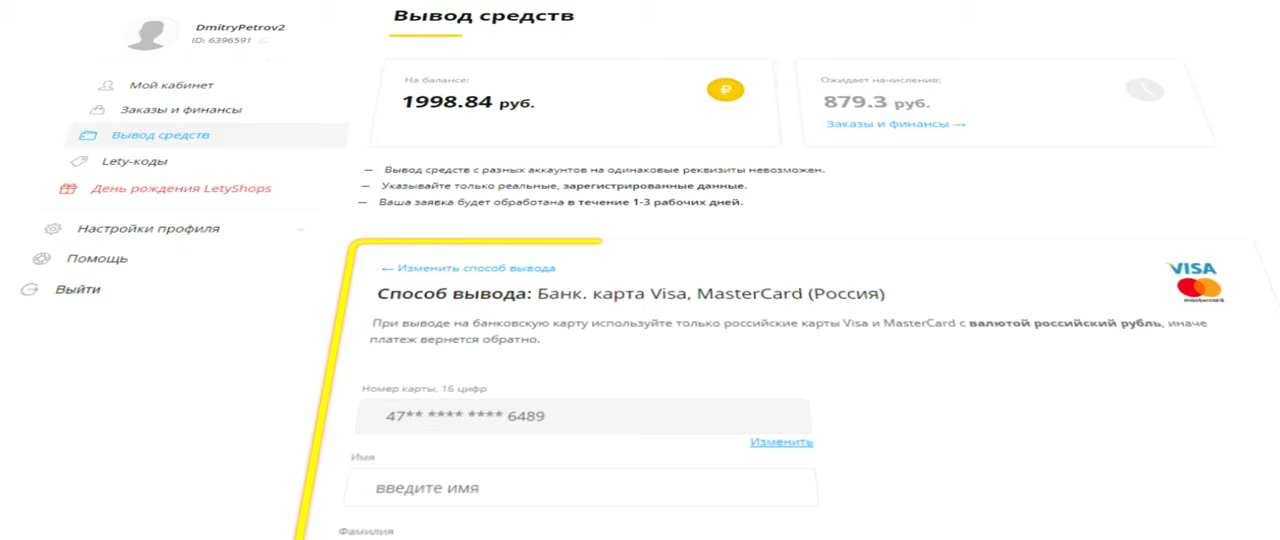 DmitryPetrov2
ID: 6396591
Мой кабинет
Заказы и финансы
Вывод средств
Lety-коды
День рождения LetyShops
Настройки профиля
Помощь
Выйти
Вывод средств
На балансе:
1998.84 руб.
₽
Ожидает начисления:
879.3 руб.
Заказы и финансы →
— Вывод средств с разных аккаунтов на одинаковые реквизиты невозможен.
— Указывайте только реальные, зарегистрированные данные.
— Ваша заявка будет обработана в течение 1-3 рабочих дней.
← Изменить способ вывода
Способ вывода: Банк. карта Visa, MasterCard (Россия)
VISA
mastercard
При выводе на банковскую карту используйте только российские карты Visa и MasterCard с валютой российский рубль, иначе
платеж вернется обратно.
Номер карты, 16 цифр
47** **** **** 6489
Изменить
Имя
введите имя
Фамилия